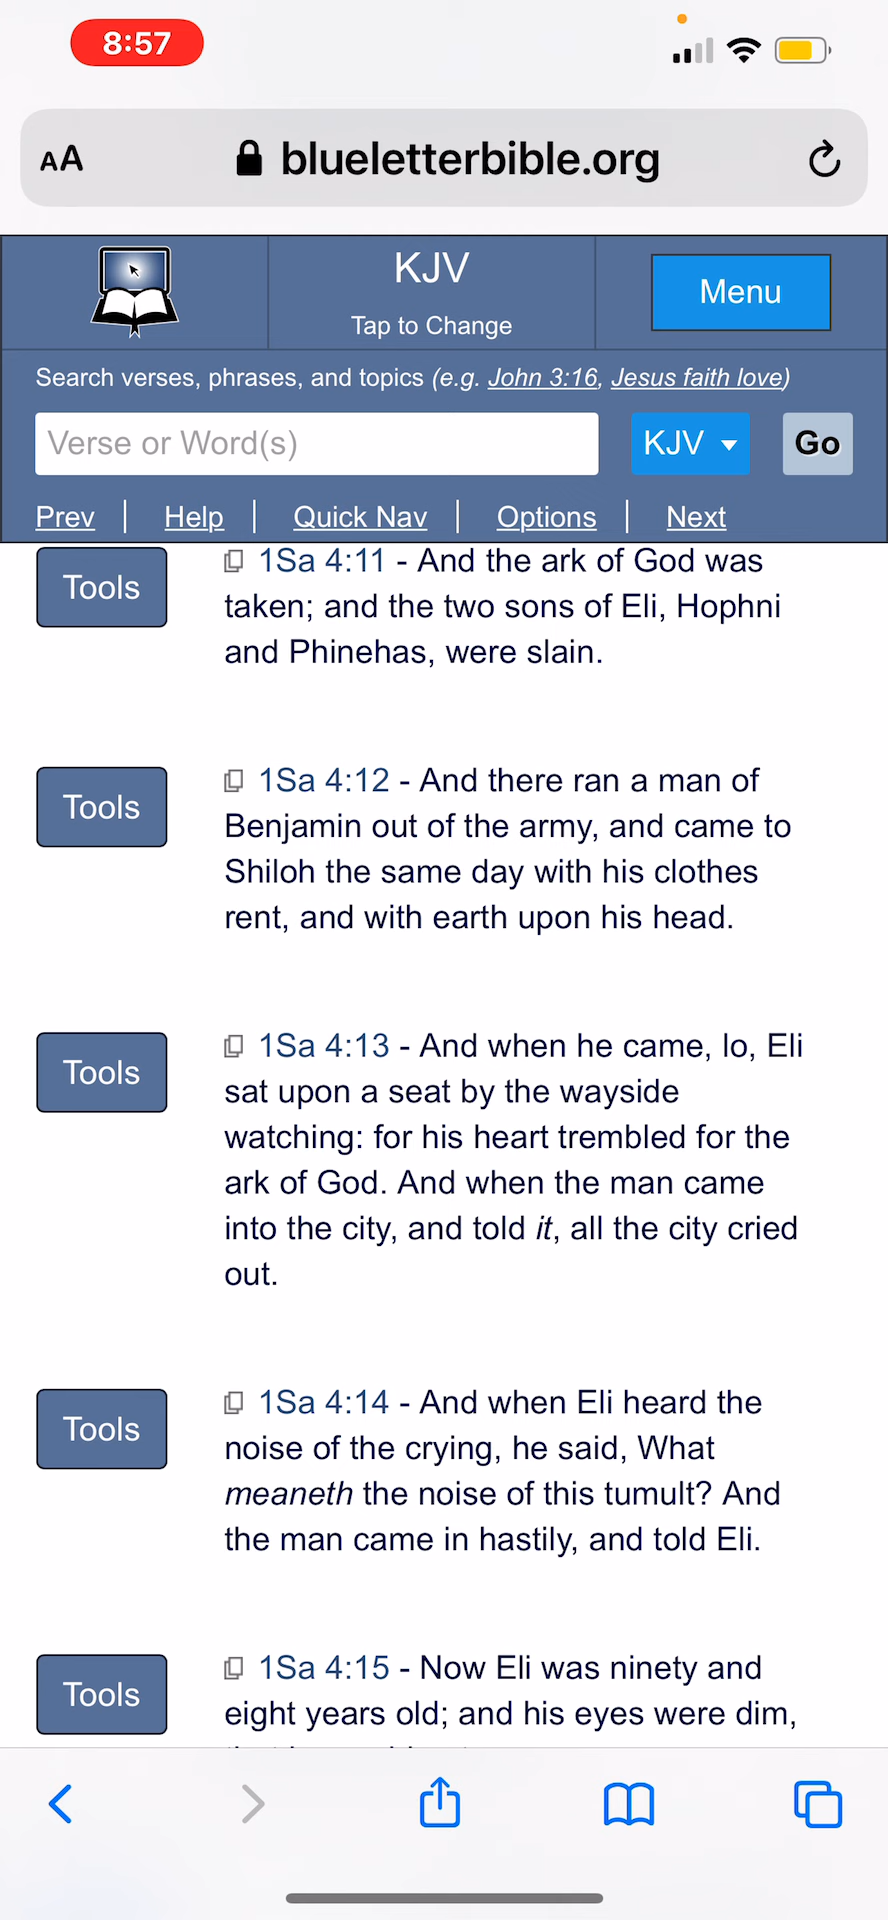 8:57
AA blueletterbible.org
KJV
Tap to Change
Menu
Search verses, phrases, and topics (e.g. John 3:16, Jesus faith love)
Verse or Word(s) KJV Go
Prev | Help | Quick Nav | Options | Next
Tools
1Sa 4:11 - And the ark of God was
taken; and the two sons of Eli, Hophni
and Phinehas, were slain.
Tools
1Sa 4:12 - And there ran a man of
Benjamin out of the army, and came to
Shiloh the same day with his clothes
rent, and with earth upon his head.
Tools
1Sa 4:13 - And when he came, lo, Eli
sat upon a seat by the wayside
watching: for his heart trembled for the
ark of God. And when the man came
into the city, and told it, all the city cried
out.
Tools
1Sa 4:14 - And when Eli heard the
noise of the crying, he said, What
meaneth the noise of this tumult? And
the man came in hastily, and told Eli.
Tools
1Sa 4:15 - Now Eli was ninety and
eight years old; and his eyes were dim,